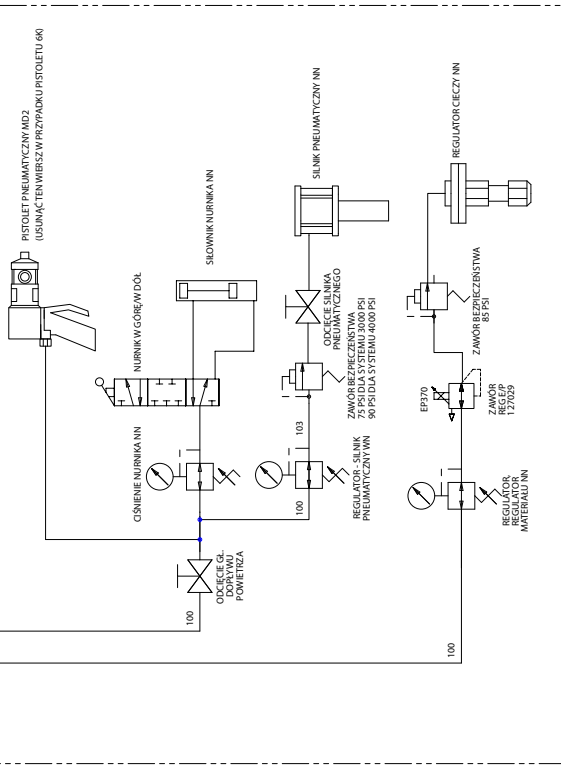 PISTOLET PNEUMATYCZNY MD2
(USUNĄĆ TEN WIERSZ W PRZYPADKU PISTOLETU 6K)
NURNIK W GÓRĘ/W DÓŁ
SIŁOWNIK NURNIKA NN
CIŚNIENIE NURNIKA NN
ODCIĘCIE GŁ.
DOPŁYWU
POWIETRZA
100
SILNIK PNEUMATYCZNY NN
ODCIĘCIE SILNIKA
PNEUMATYCZNEGO
ZAWÓR BEZPIECZEŃSTWA
75 PSI DLA SYSTEMU 3000 PSI
90 PSI DLA SYSTEMU 4000 PSI
103
100
REGULATOR - SILNIK
PNEUMATYCZNY WN
REGULATOR CIECZY NN
ZAWÓR BEZPIECZEŃSTWA
85 PSI
EP370
ZAWÓR
REG.E/P
127029
REGULATOR,
REGULATOR
MATERIAŁU NN
100